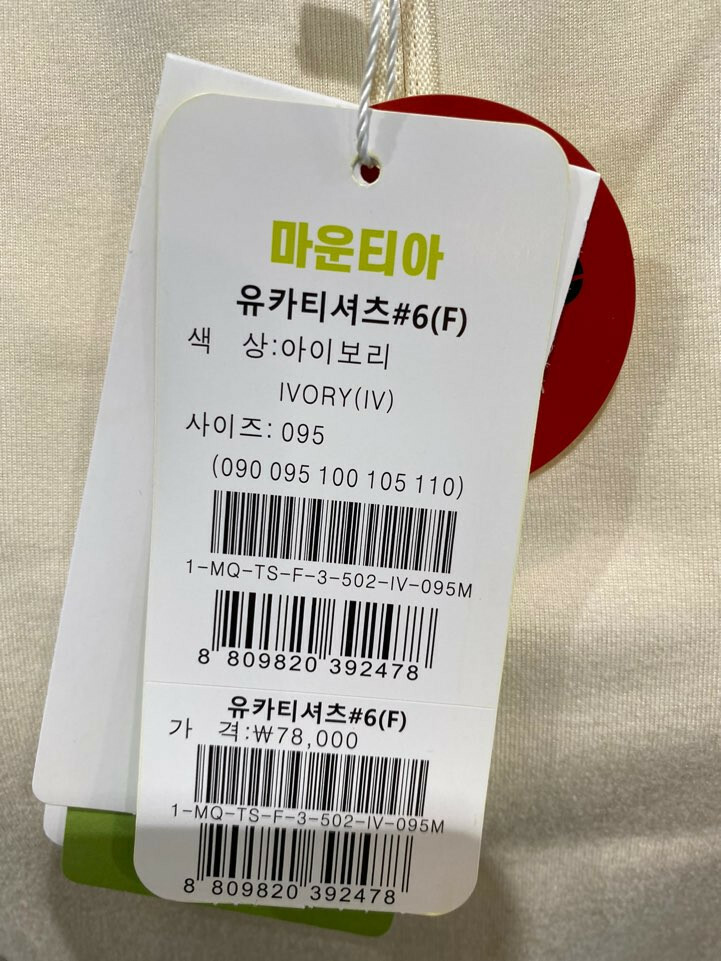 마운티아
유카티셔츠#6(F)
색 상:아이보리
IVORY(IV)
사이즈: 095
(090 095 100 105 110)
1-MQ-TS-F-3-502-IV-095M
8 809820 392478
유카티셔츠#6(F)
가 격:₩78,000
1-MQ-TS-F-3-502-IV-095M
8 809820 392478